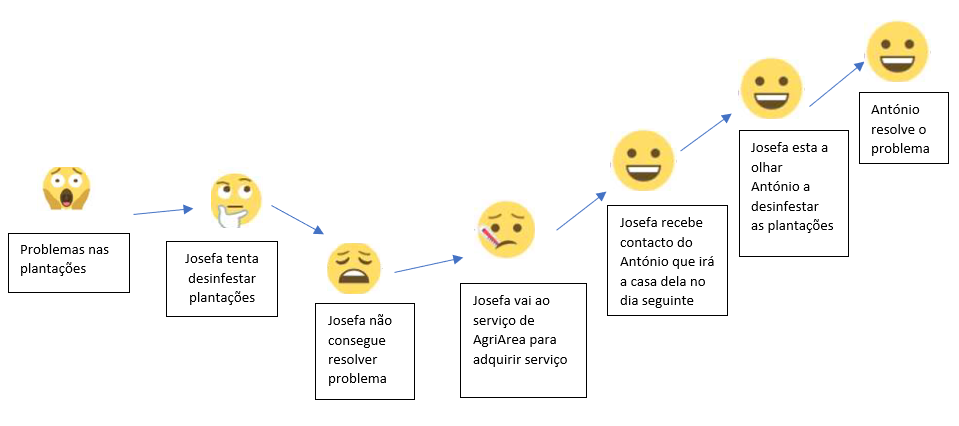 Problemas nas
plantações
Josefa tenta
desinfestar
plantações
Josefa não
consegue
resolver
problema
Josefa vai ao
serviço de
AgriArea para
adquirir serviço
Josefa recebe
contacto do
António que irá
a casa dela no
dia seguinte
Josefa esta a
olhar
António a
desinfestar
as plantações
António
resolve o
problema